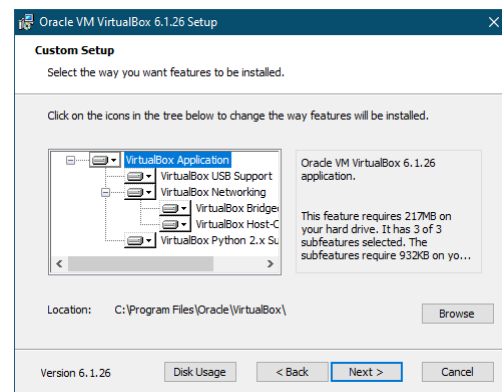 Oracle VM VirtualBox 6.1.26 Setup
Custom Setup
Select the way you want features to be installed.
Click on the icons in the tree below to change the way features will be installed.
VirtualBox Application
VirtualBox USB Support
VirtualBox Networking
VirtualBox Bridge
VirtualBox Host-C
VirtualBox Python 2.x Su
Oracle VM VirtualBox 6.1.26
application.
This feature requires 217MB on
your hard drive. It has 3 of 3
subfeatures selected. The
subfeatures require 932KB on yo...
Location: C:\Program Files\Oracle\VirtualBox\
Browse
Version 6.1.26
Disk Usage
< Back
Next >
Cancel